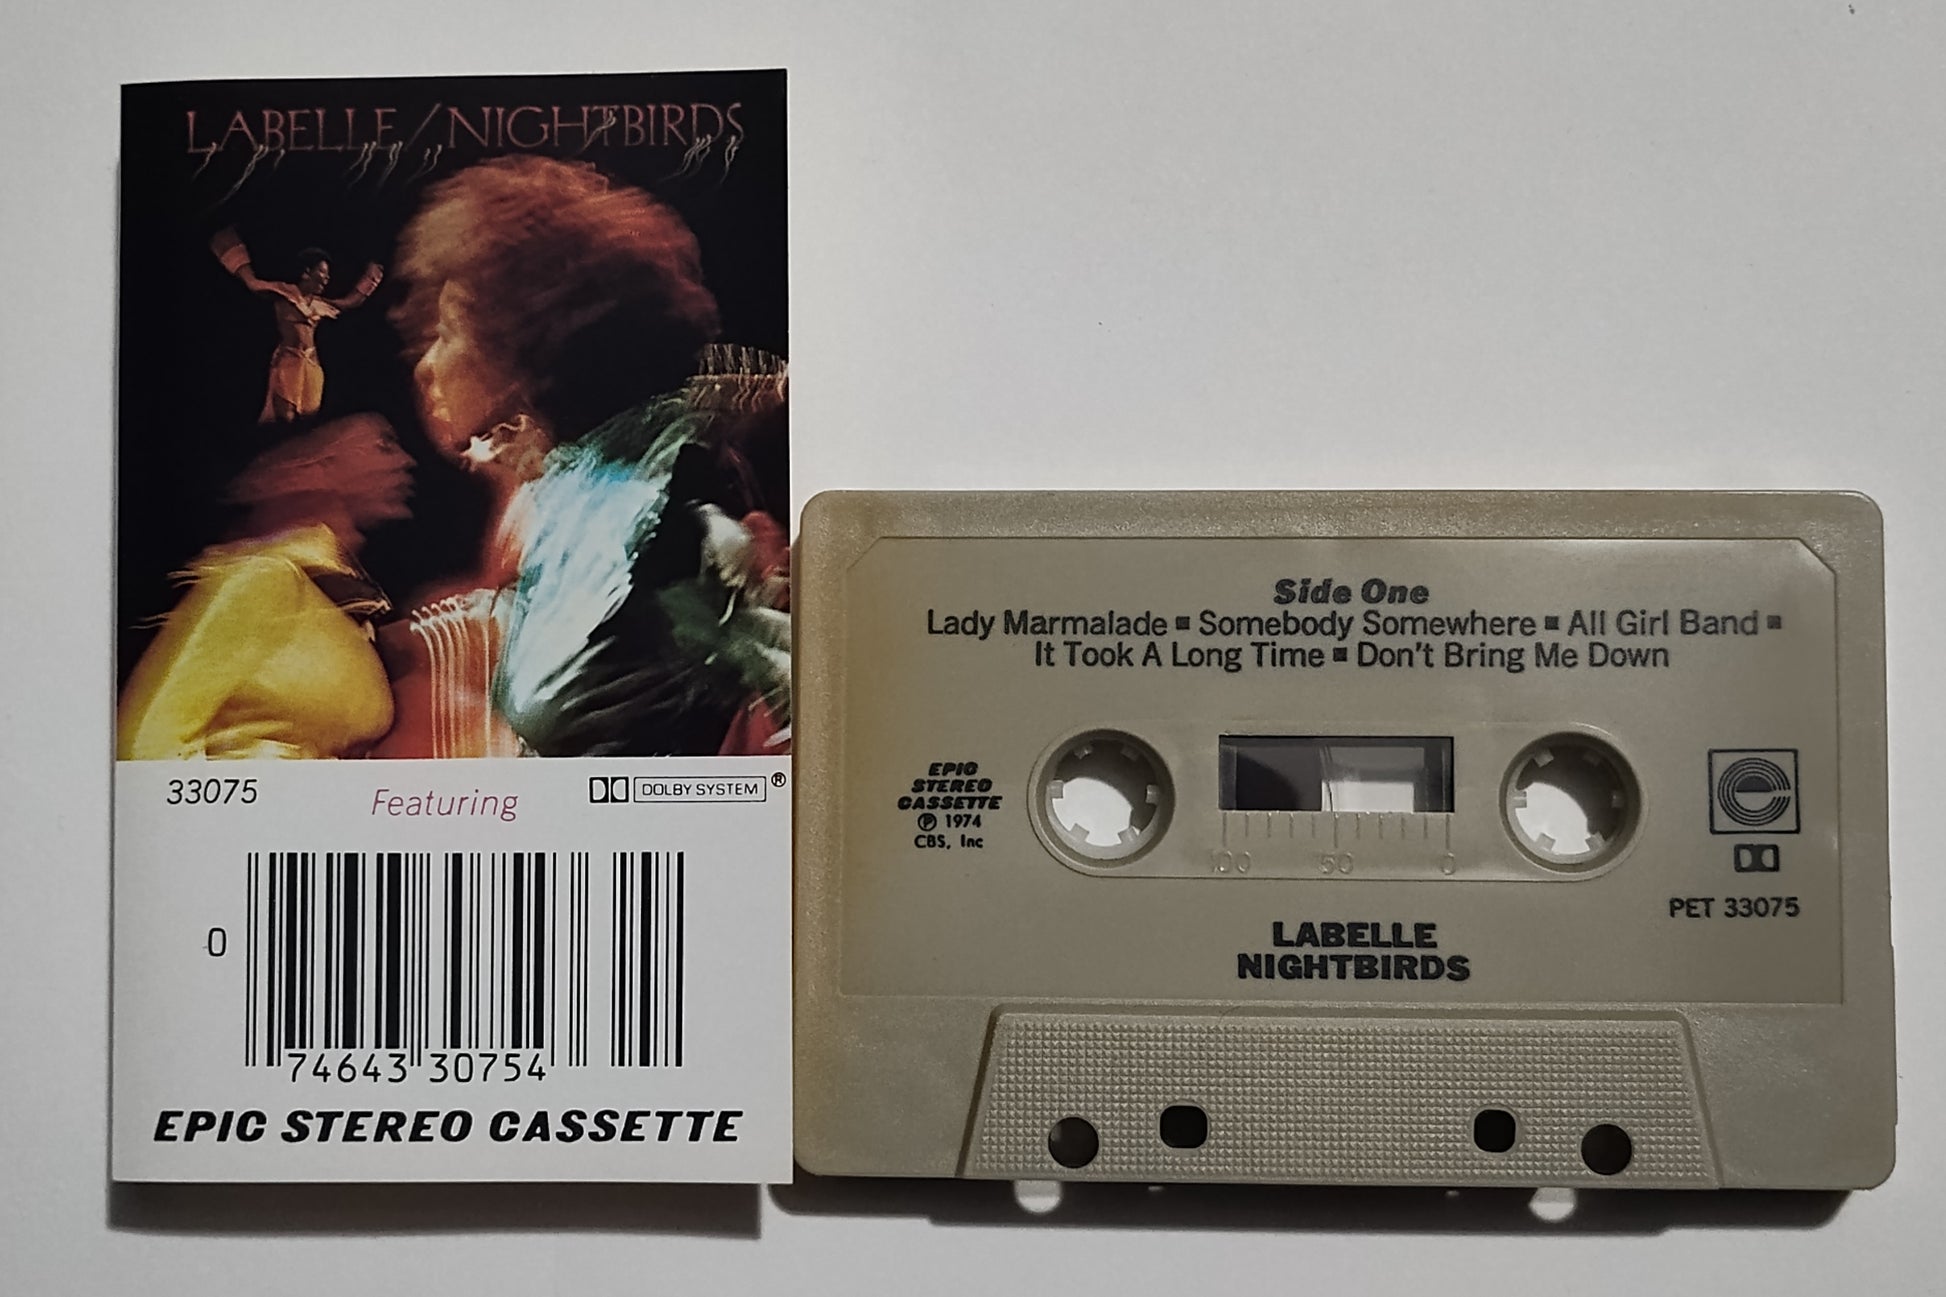 LABELLE/NIGHTBIRDS
33075
Featuring
DOLBY SYSTEM®
0
74643 30754
EPIC STEREO CASSETTE
Side One
Lady Marmalade ■ Somebody Somewhere ■ All Girl Band ■
It Took A Long Time ■ Don't Bring Me Down
EPIC
STEREO
CASSETTE
℗ 1974
CBS, Inc
100 50 0
PET 33075
LABELLE
NIGHTBIRDS